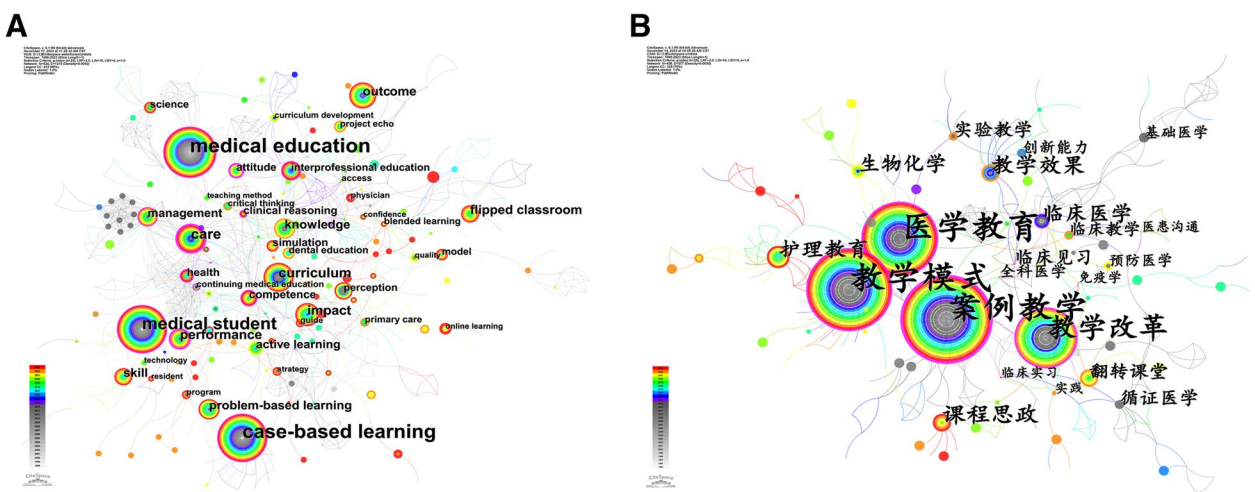 A
science
outcome
curriculum development
project echo
medical education
attitude
interprofessional education
access
teaching method
critical thinking
physician
management
clinical reasoning
confidence
blended learning
flipped classroom
knowledge
care
simulation
dental education
quality
model
health
curriculum
continuing medical education
competence
perception
impact
guide
primary care
online learning
medical student
performance
active learning
technology
skill
resident
strategy
program
problem-based learning
case-based learning
CiteSpace
B
实验教学
基础医学
创新能力
生物化学
教学效果
医学教育
临床医学
临床教学
医患沟通
护理教育
临床见习
预防医学
全科医学
免疫学
教学模式
案例教学
教学改革
临床实习
翻转课堂
实践
循证医学
课程思政
CiteSpace